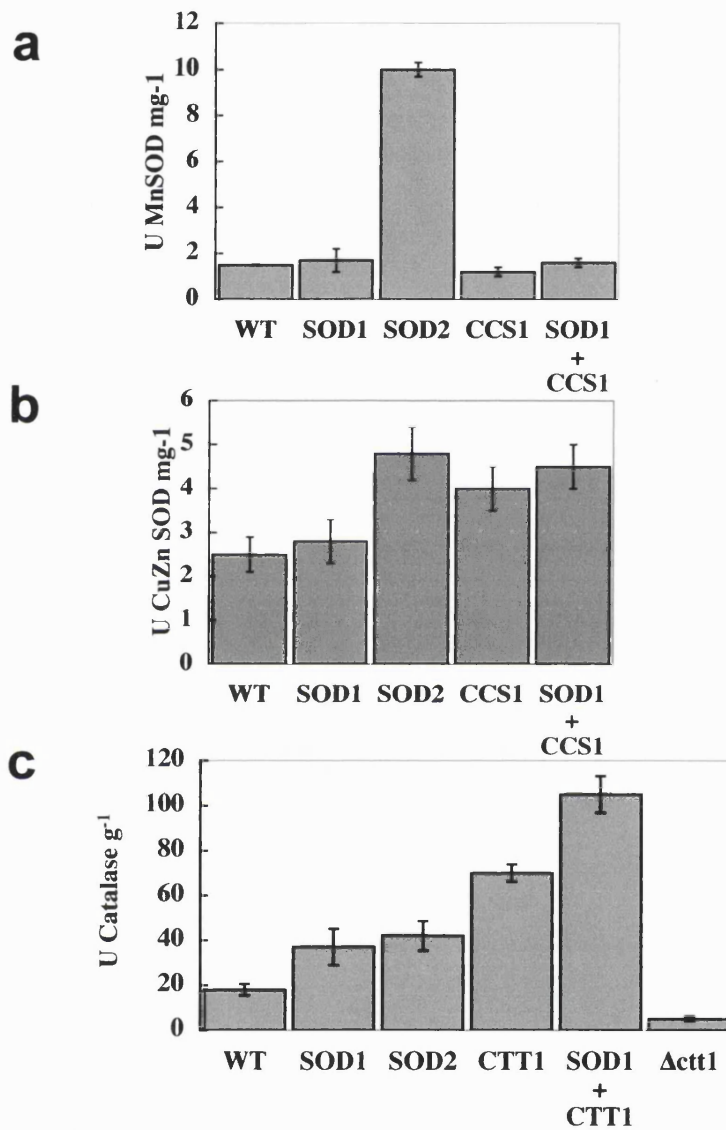 a
U MnSOD mg-1
12
10
8
6
4
2
0
WT SOD1 SOD2 CCS1 SOD1
+
CCS1
b
U CuZn SOD mg-1
6
5
4
3
2
1
0
WT SOD1 SOD2 CCS1 SOD1
+
CCS1
c
U Catalase g-1
120
100
80
60
40
20
0
WT SOD1 SOD2 CTT1 SOD1 Δctt1
+
CTT1